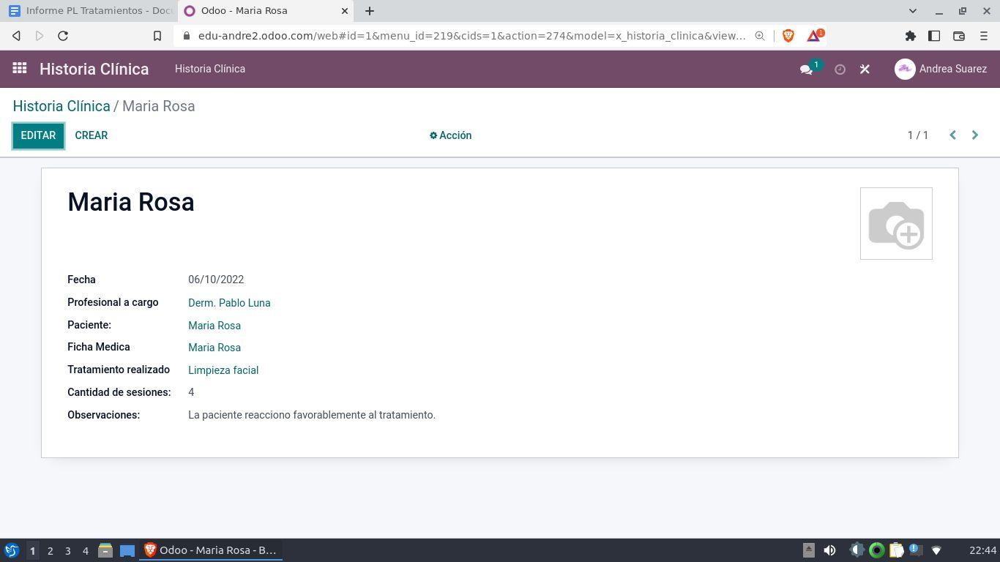 Informe PL Tratamientos - Docu
Odoo - Maria Rosa
edu-andre2.odoo.com/web#id=1&menu_id=219&cids=1&action=274&model=x_historia_clinica&view...
1
Historia Clínica
Historia Clínica
1
Andrea Suarez
Historia Clínica / Maria Rosa
EDITAR
CREAR
Acción
1 / 1
Maria Rosa
Fecha 06/10/2022
Profesional a cargo Derm. Pablo Luna
Paciente: Maria Rosa
Ficha Medica Maria Rosa
Tratamiento realizado Limpieza facial
Cantidad de sesiones: 4
Observaciones: La paciente reacciono favorablemente al tratamiento.
1 2 3 4
Odoo - Maria Rosa - B...
22:44